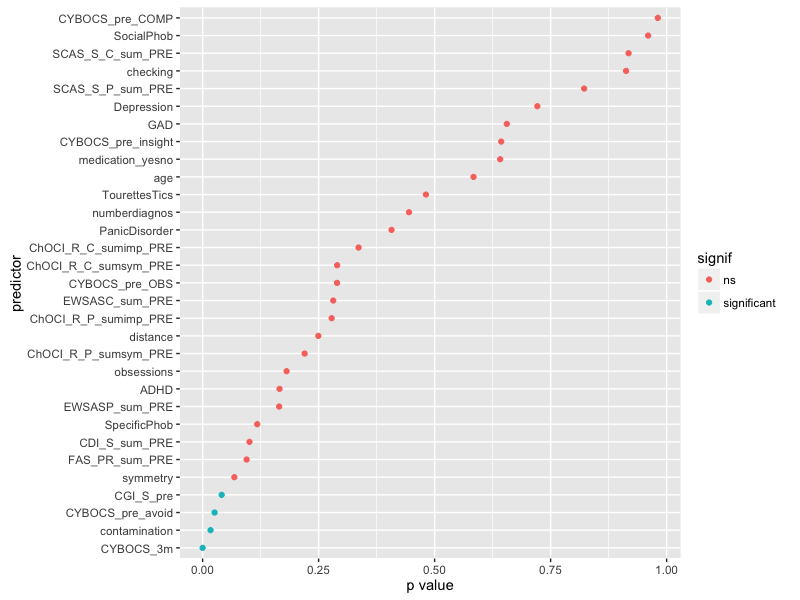 CYBOCS_pre_COMP
SocialPhob
SCAS_S_C_sum_PRE
checking
SCAS_S_P_sum_PRE
Depression
GAD
CYBOCS_pre_insight
medication_yesno
age
TourettesTics
numberdiagnos
PanicDisorder
ChOCI_R_C_sumimp_PRE
ChOCI_R_C_sumsym_PRE
CYBOCS_pre_OBS
EWSASC_sum_PRE
ChOCI_R_P_sumimp_PRE
distance
ChOCI_R_P_sumsym_PRE
obsessions
ADHD
EWSASP_sum_PRE
SpecificPhob
CDI_S_sum_PRE
FAS_PR_sum_PRE
symmetry
CGI_S_pre
CYBOCS_pre_avoid
contamination
CYBOCS_3m
predictor
0.00 0.25 0.50 0.75 1.00
p value
signif
ns
significant